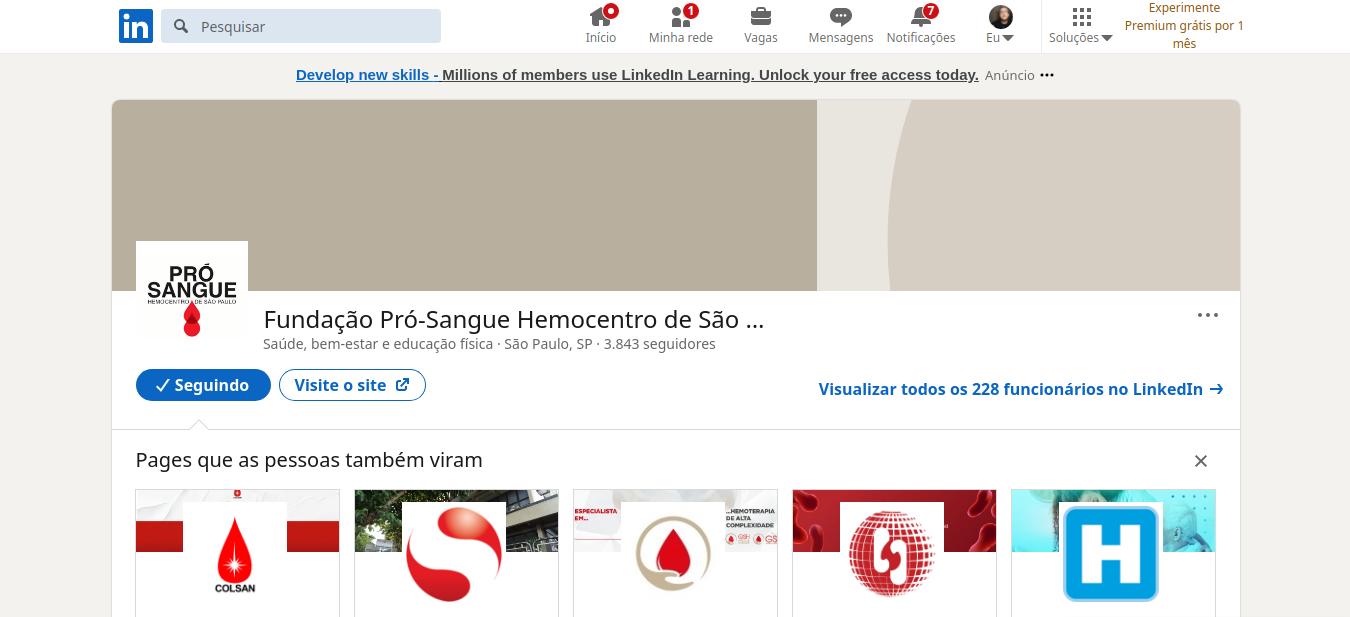 in
Pesquisar
Início
1
Minha rede
Vagas
Mensagens
7
Notificações
Eu
Soluções
Experimente
Premium grátis por 1
mês
Develop new skills - Millions of members use LinkedIn Learning. Unlock your free access today. Anúncio
PRÓ
SANGUE
HEMOCENTRO DE SÃO PAULO
Fundação Pró-Sangue Hemocentro de São ...
Saúde, bem-estar e educação física · São Paulo, SP · 3.843 seguidores
Seguindo
Visite o site
Visualizar todos os 228 funcionários no LinkedIn →
Pages que as pessoas também viram
COLSAN
ESPECIALISTA
EM...
...HEMOTERAPIA
DE ALTA
COMPLEXIDADE
GSH
GS
H